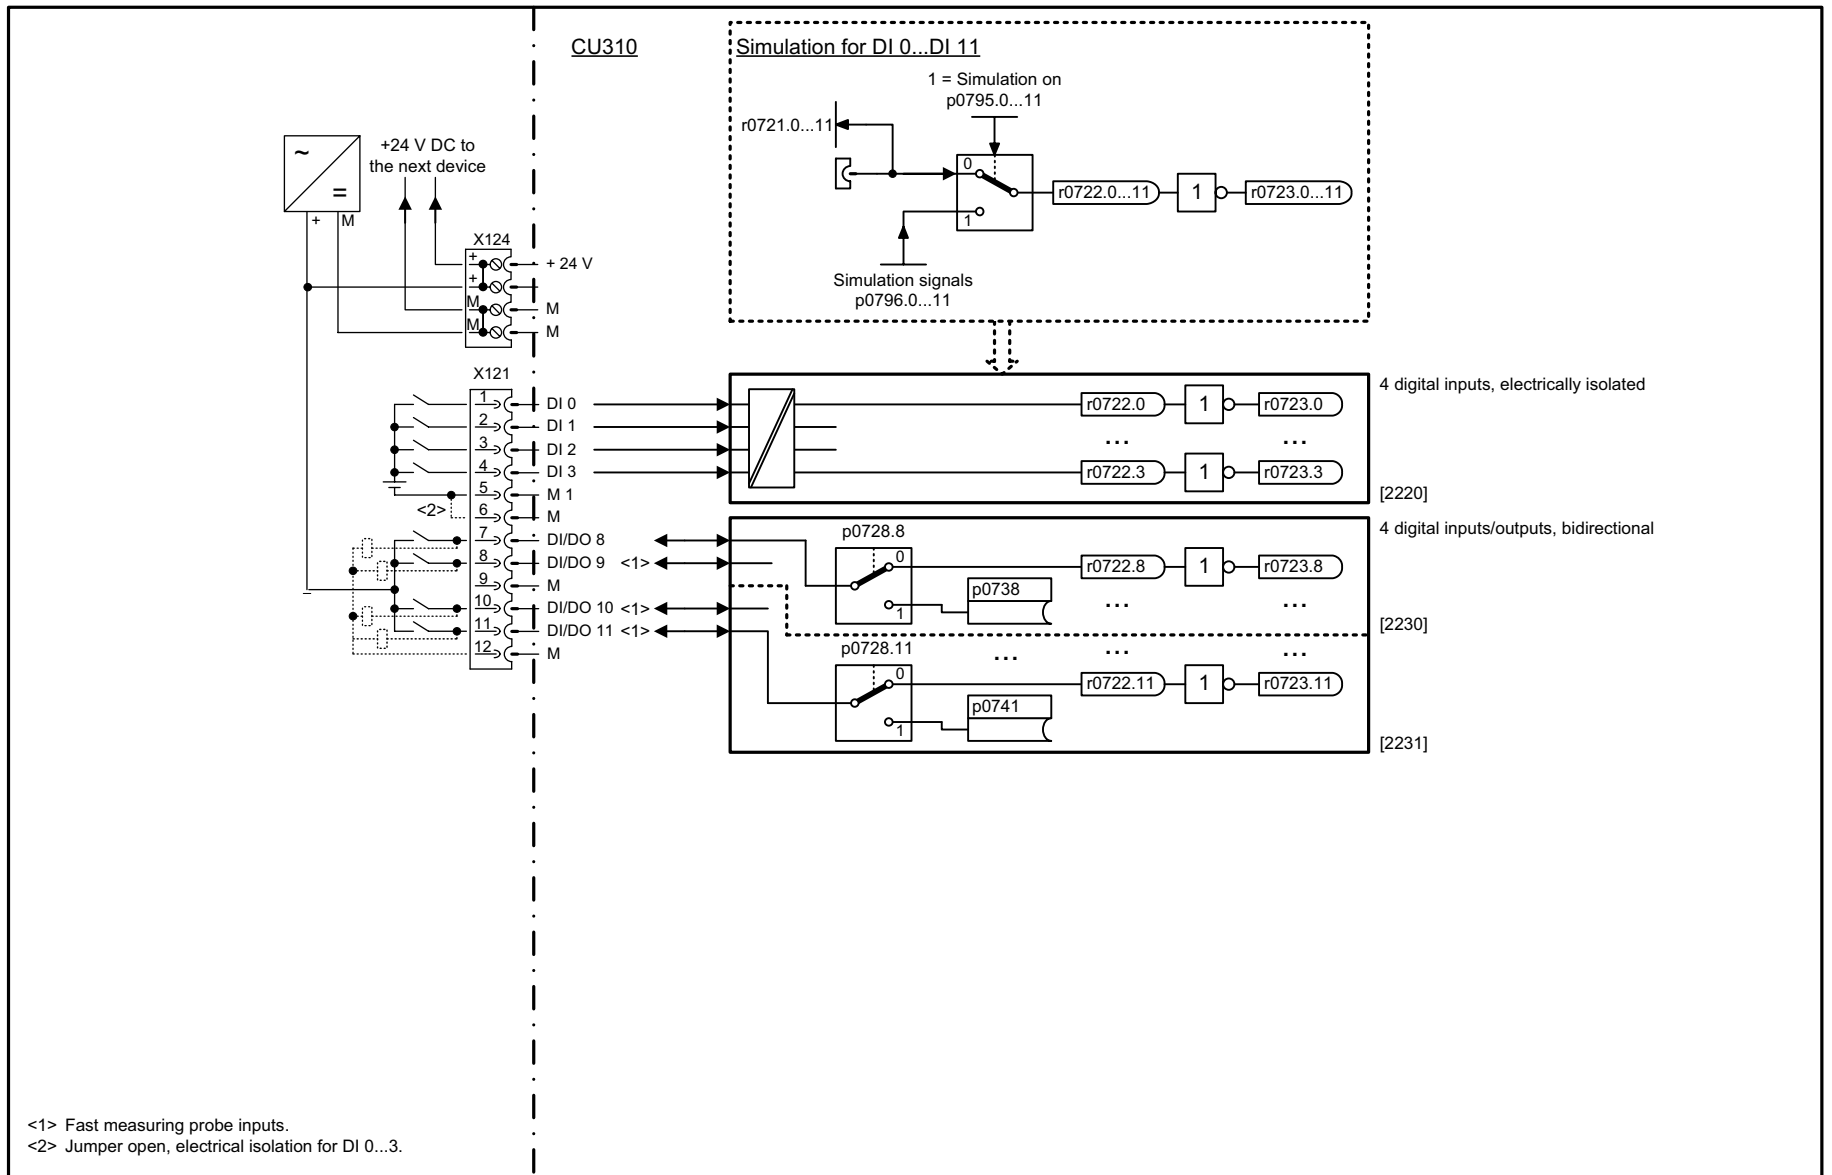 CU310
Simulation for DI 0...DI 11
1 = Simulation on
p0795.0...11
r0721.0...11
0
1
r0722.0...11
1
r0723.0...11
Simulation signals
p0796.0...11
~
=
+
M
+24 V DC to
the next device
X124
+
+ 24 V
+
M
M
M
M
X121
1
DI 0
2
DI 1
3
DI 2
4
DI 3
5
M 1
<2>
6
M
7
DI/DO 8
8
DI/DO 9 <1>
9
M
10
DI/DO 10 <1>
11
DI/DO 11 <1>
12
M
r0722.0
1
r0723.0
...
...
r0722.3
1
r0723.3
4 digital inputs, electrically isolated
[2220]
4 digital inputs/outputs, bidirectional
p0728.8
0
1
r0722.8
1
r0723.8
p0738
...
...
[2230]
p0728.11
0
1
...
...
...
r0722.11
1
r0723.11
p0741
[2231]
<1> Fast measuring probe inputs.
<2> Jumper open, electrical isolation for DI 0...3.